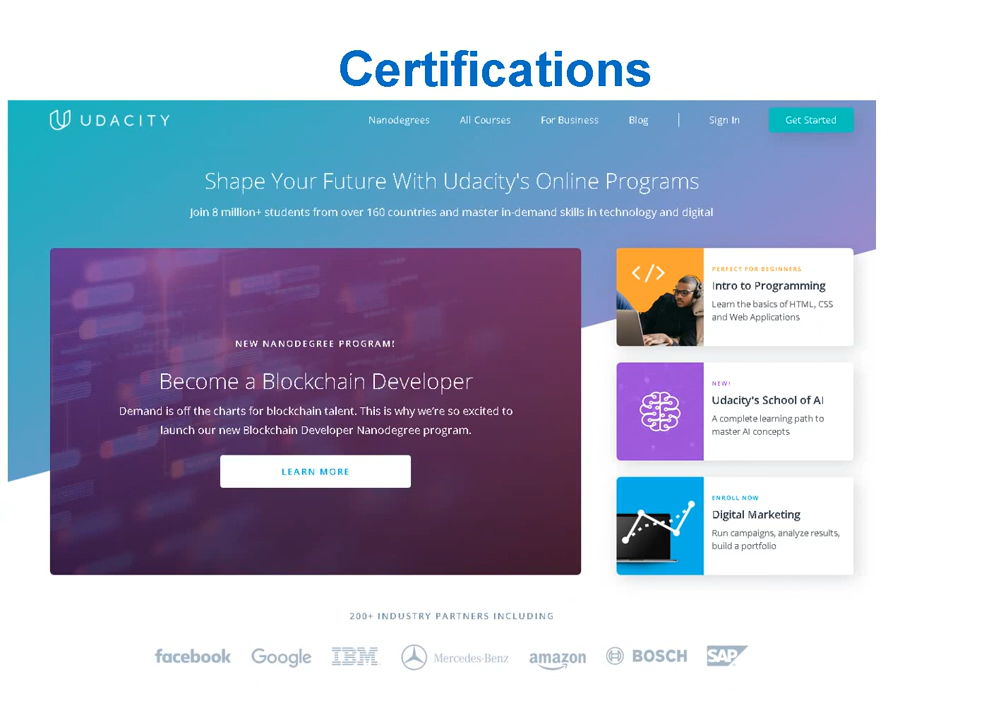 Certifications
UDACITY
Nanodegrees All Courses For Business Blog Sign In Get Started
Shape Your Future With Udacity's Online Programs
Join 8 million+ students from over 160 countries and master in-demand skills in technology and digital
NEW NANODEGREE PROGRAM!
Become a Blockchain Developer
Demand is off the charts for blockchain talent. This is why we're so excited to
launch our new Blockchain Developer Nanodegree program.
LEARN MORE
</>
PERFECT FOR BEGINNERS
Intro to Programming
Learn the basics of HTML, CSS
and Web Applications
NEW!
Udacity's School of AI
A complete learning path to
master AI concepts
ENROLL NOW
Digital Marketing
Run campaigns, analyze results,
build a portfolio
200+ INDUSTRY PARTNERS INCLUDING
facebook Google IBM Mercedes-Benz amazon BOSCH SAP